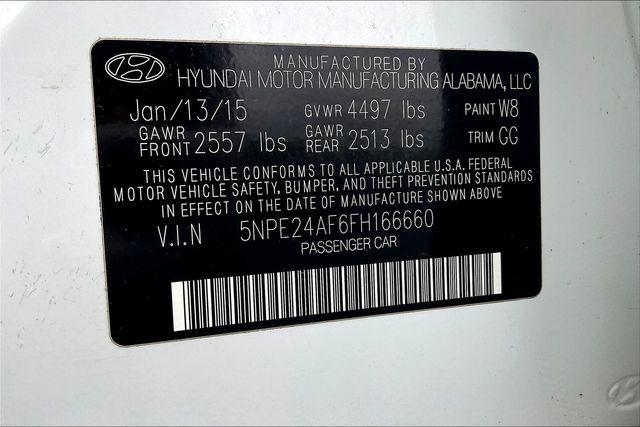 MANUFACTURED BY
HYUNDAI MOTOR MANUFACTURING ALABAMA, LLC
Jan/13/15 GVWR 4497 lbs PAINT W8
GAWR FRONT 2557 lbs GAWR REAR 2513 lbs TRIM GG
THIS VEHICLE CONFORMS TO ALL APPLICABLE U.S.A. FEDERAL
MOTOR VEHICLE SAFETY, BUMPER, AND THEFT PREVENTION STANDARDS
IN EFFECT ON THE DATE OF MANUFACTURE SHOWN ABOVE
V.I.N 5NPE24AF6FH166660
PASSENGER CAR